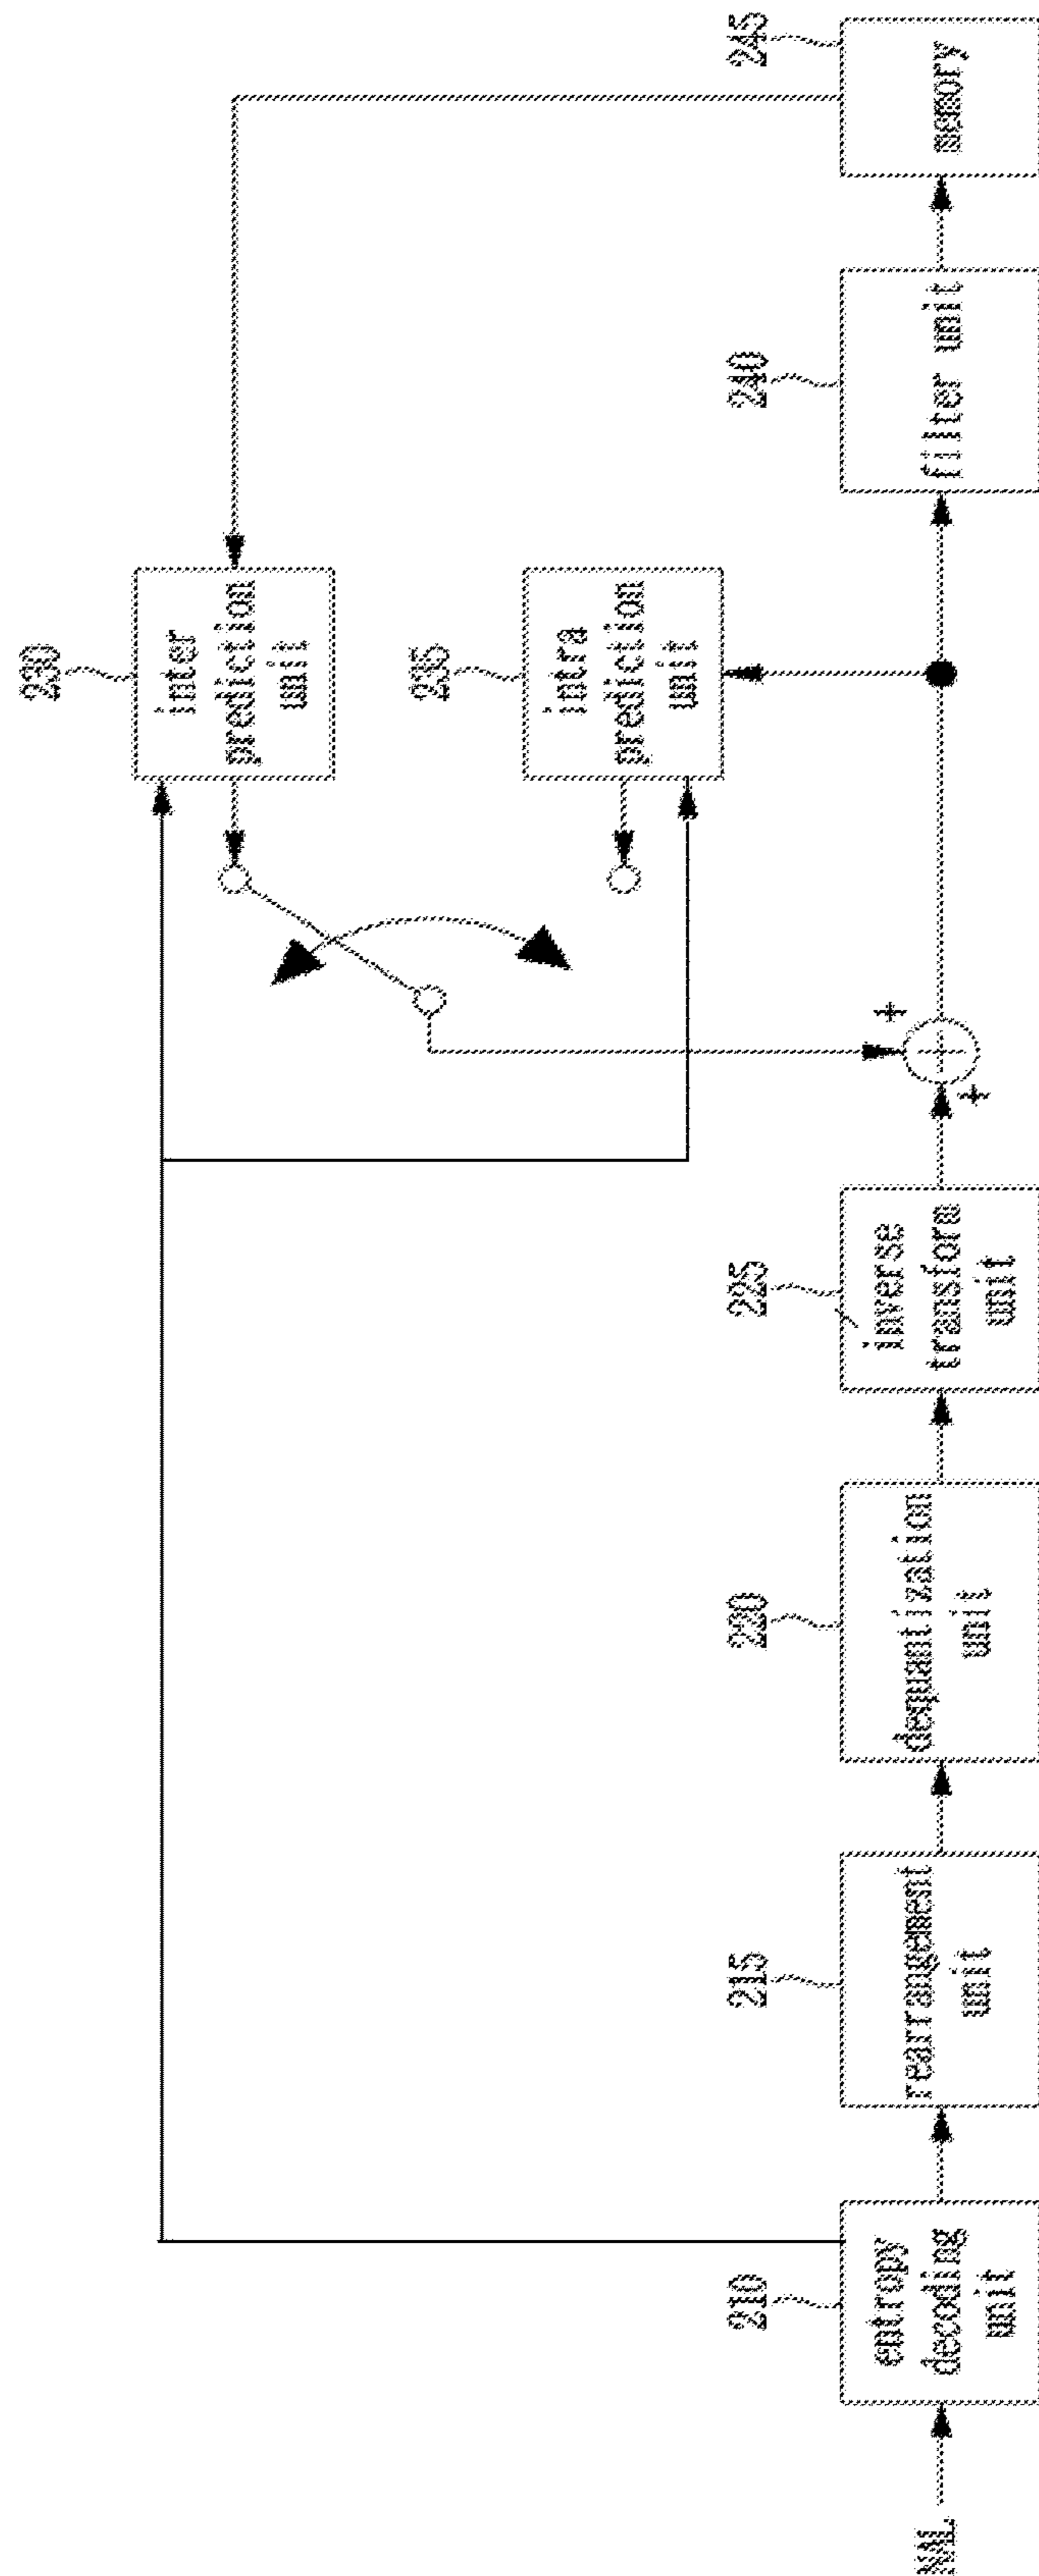 230
inter
prediction
unit
235
intra
prediction
unit
NAL
210
entropy
decoding
unit
215
rearrangement
unit
220
dequantization
unit
225
inverse
transform
unit
+
+
240
filter unit
245
memory